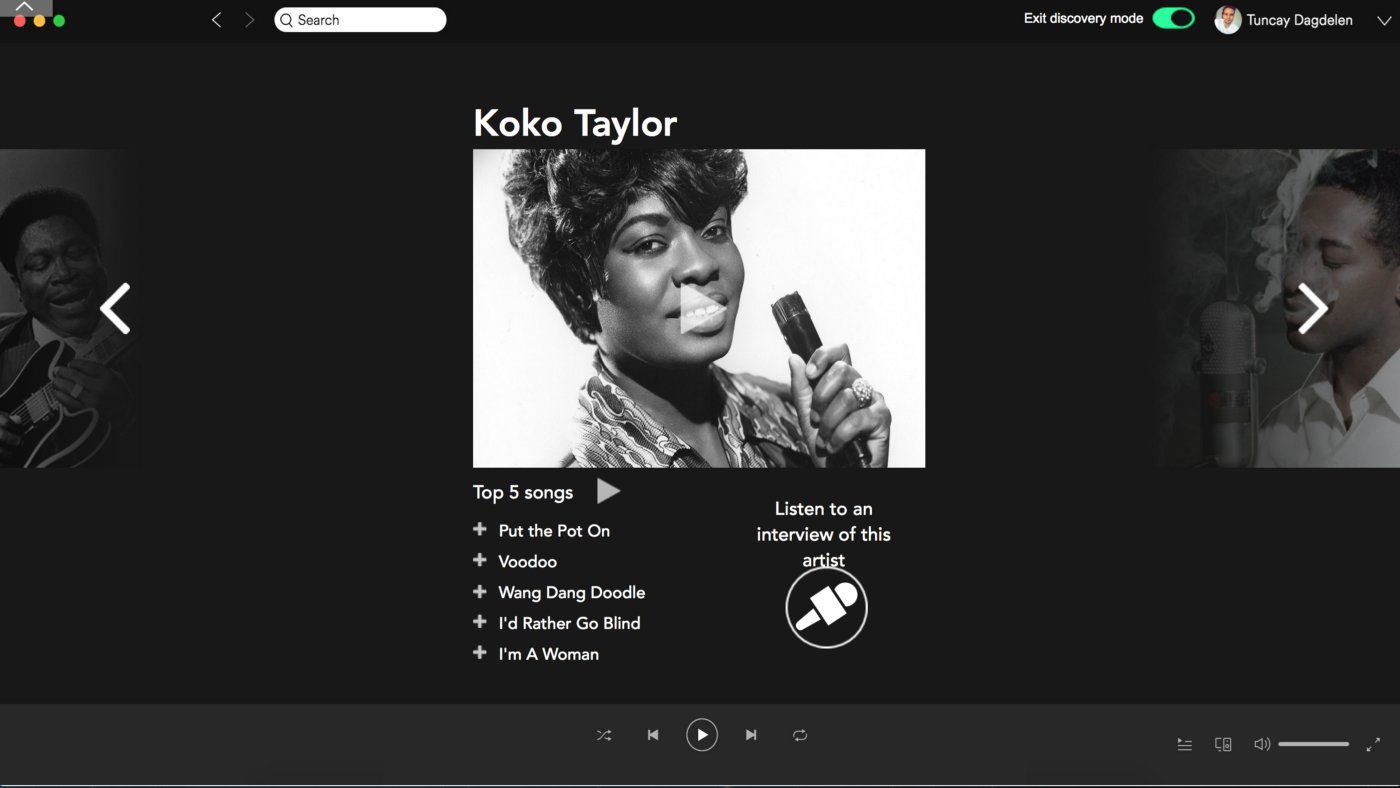 Search
Exit discovery mode
Tuncay Dagdelen
Koko Taylor
Top 5 songs
Put the Pot On
Voodoo
Wang Dang Doodle
I'd Rather Go Blind
I'm A Woman
Listen to an
interview of this
artist